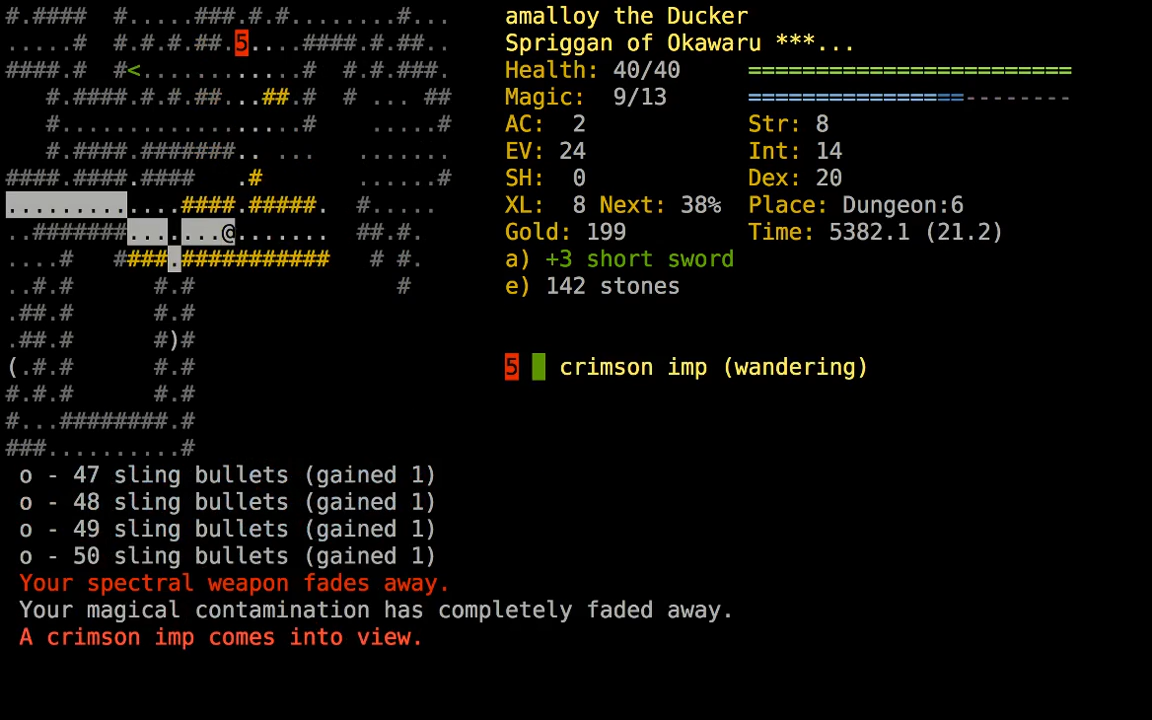 #.####  #.....###.#.#........#...  amalloy the Ducker
.....#  #.#.#.##.5....####.#.##..  Spriggan of Okawaru ***...
####.#  #<...........#  #.#.###.   Health: 40/40    ========================
   #.####.#.#.##...##.#  # ... ##  Magic:  9/13     ================--------
   #..................#    .....#  AC:  2           Str: 8
   #.####.#######.. ...    .......  EV: 24           Int: 14
####.####.####   .#       ......#  SH:  0           Dex: 20
.............####.#####.  #.....   XL:  8 Next: 38% Place: Dungeon:6
..#######.......@.......  ##.#.    Gold: 199        Time: 5382.1 (21.2)
....#   ####.###########   # #.    a) +3 short sword
..#.#      #.#               #     e) 142 stones
.##.#      #.#
.##.#      #)#
(.#.#      #.#                     5   crimson imp (wandering)
#.#.#      #.#
#...########.#
###..........#
o - 47 sling bullets (gained 1)
o - 48 sling bullets (gained 1)
o - 49 sling bullets (gained 1)
o - 50 sling bullets (gained 1)
Your spectral weapon fades away.
Your magical contamination has completely faded away.
A crimson imp comes into view.